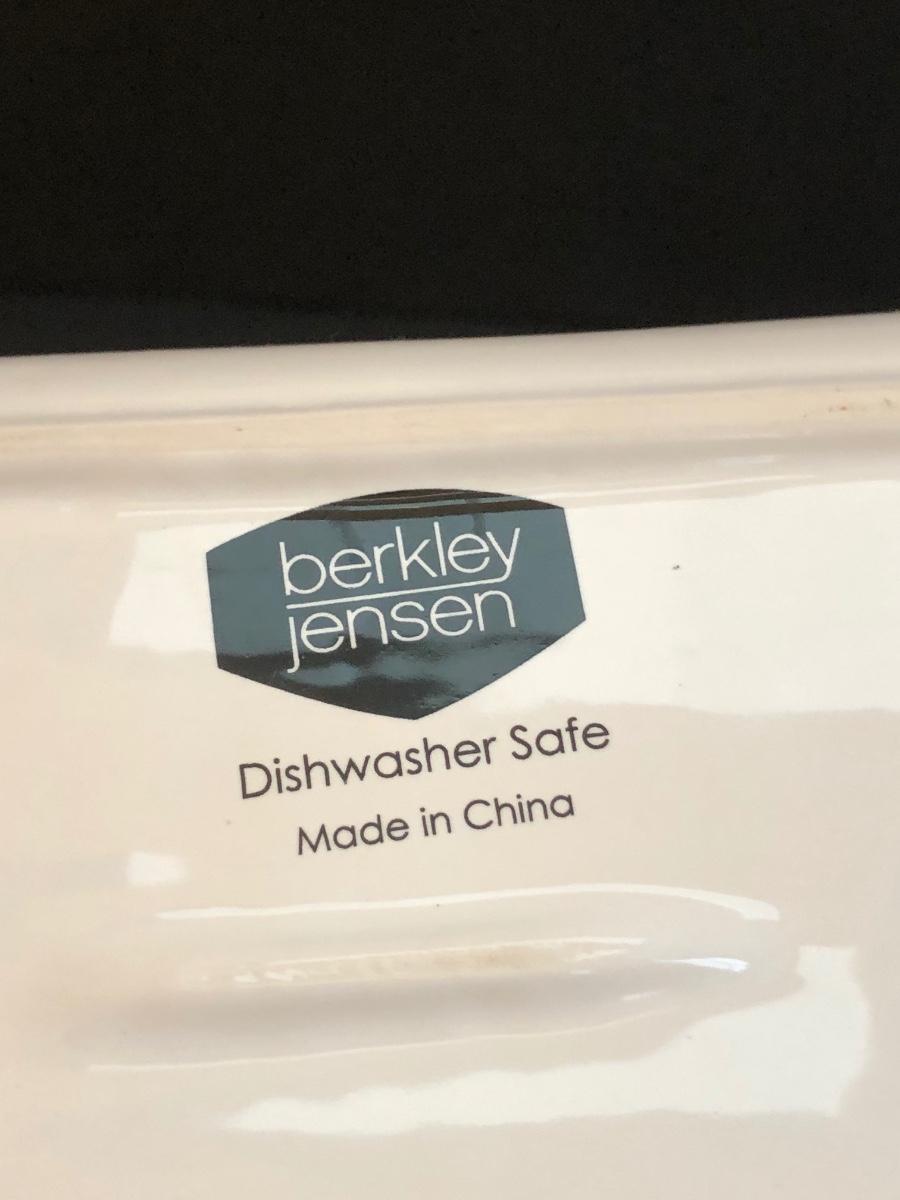 berkley
jensen
Dishwasher Safe
Made in China